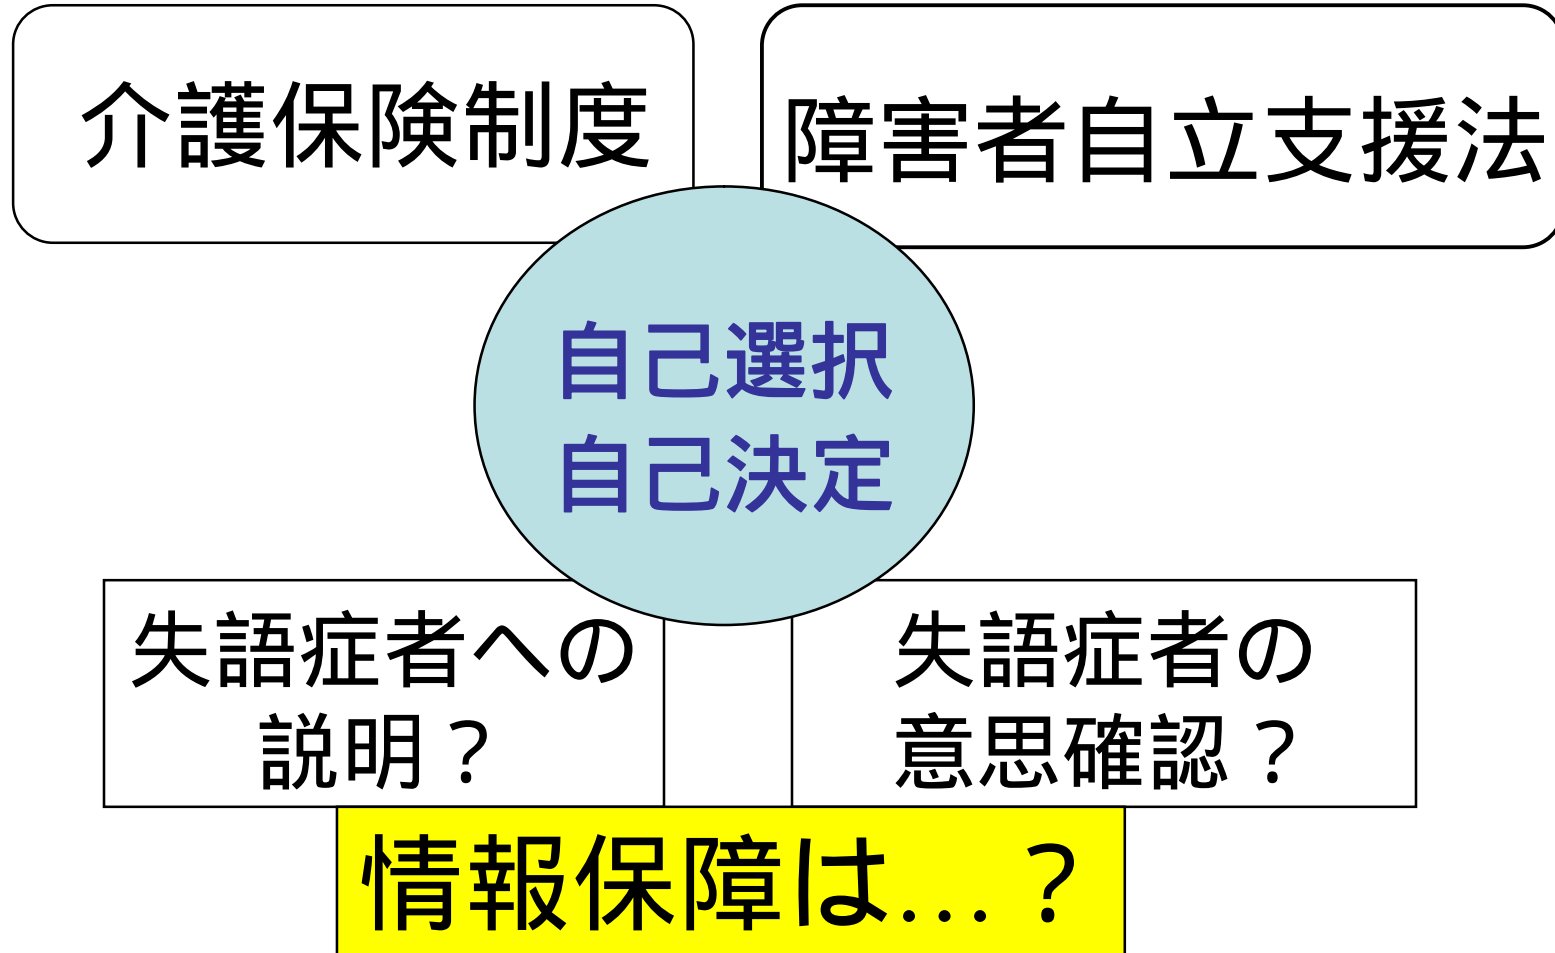 介護保険制度
障害者自立支援法
自己選択
自己決定
失語症者への
説明？
失語症者の
意思確認？
情報保障は…？